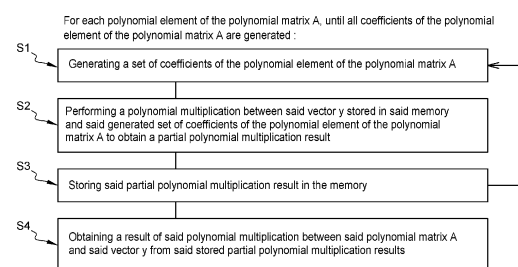 For each polynomial element of the polynomial matrix A, until all coefficients of the polynomial
element of the polynomial matrix A are generated :
S1
Generating a set of coefficients of the polynomial element of the polynomial matrix A
S2
Performing a polynomial multiplication between said vector y stored in said memory
and said generated set of coefficients of the polynomial element of the polynomial
matrix A to obtain a partial polynomial multiplication result
S3
Storing said partial polynomial multiplication result in the memory
S4
Obtaining a result of said polynomial multiplication between said polynomial matrix A
and said vector y from said stored partial polynomial multiplication results